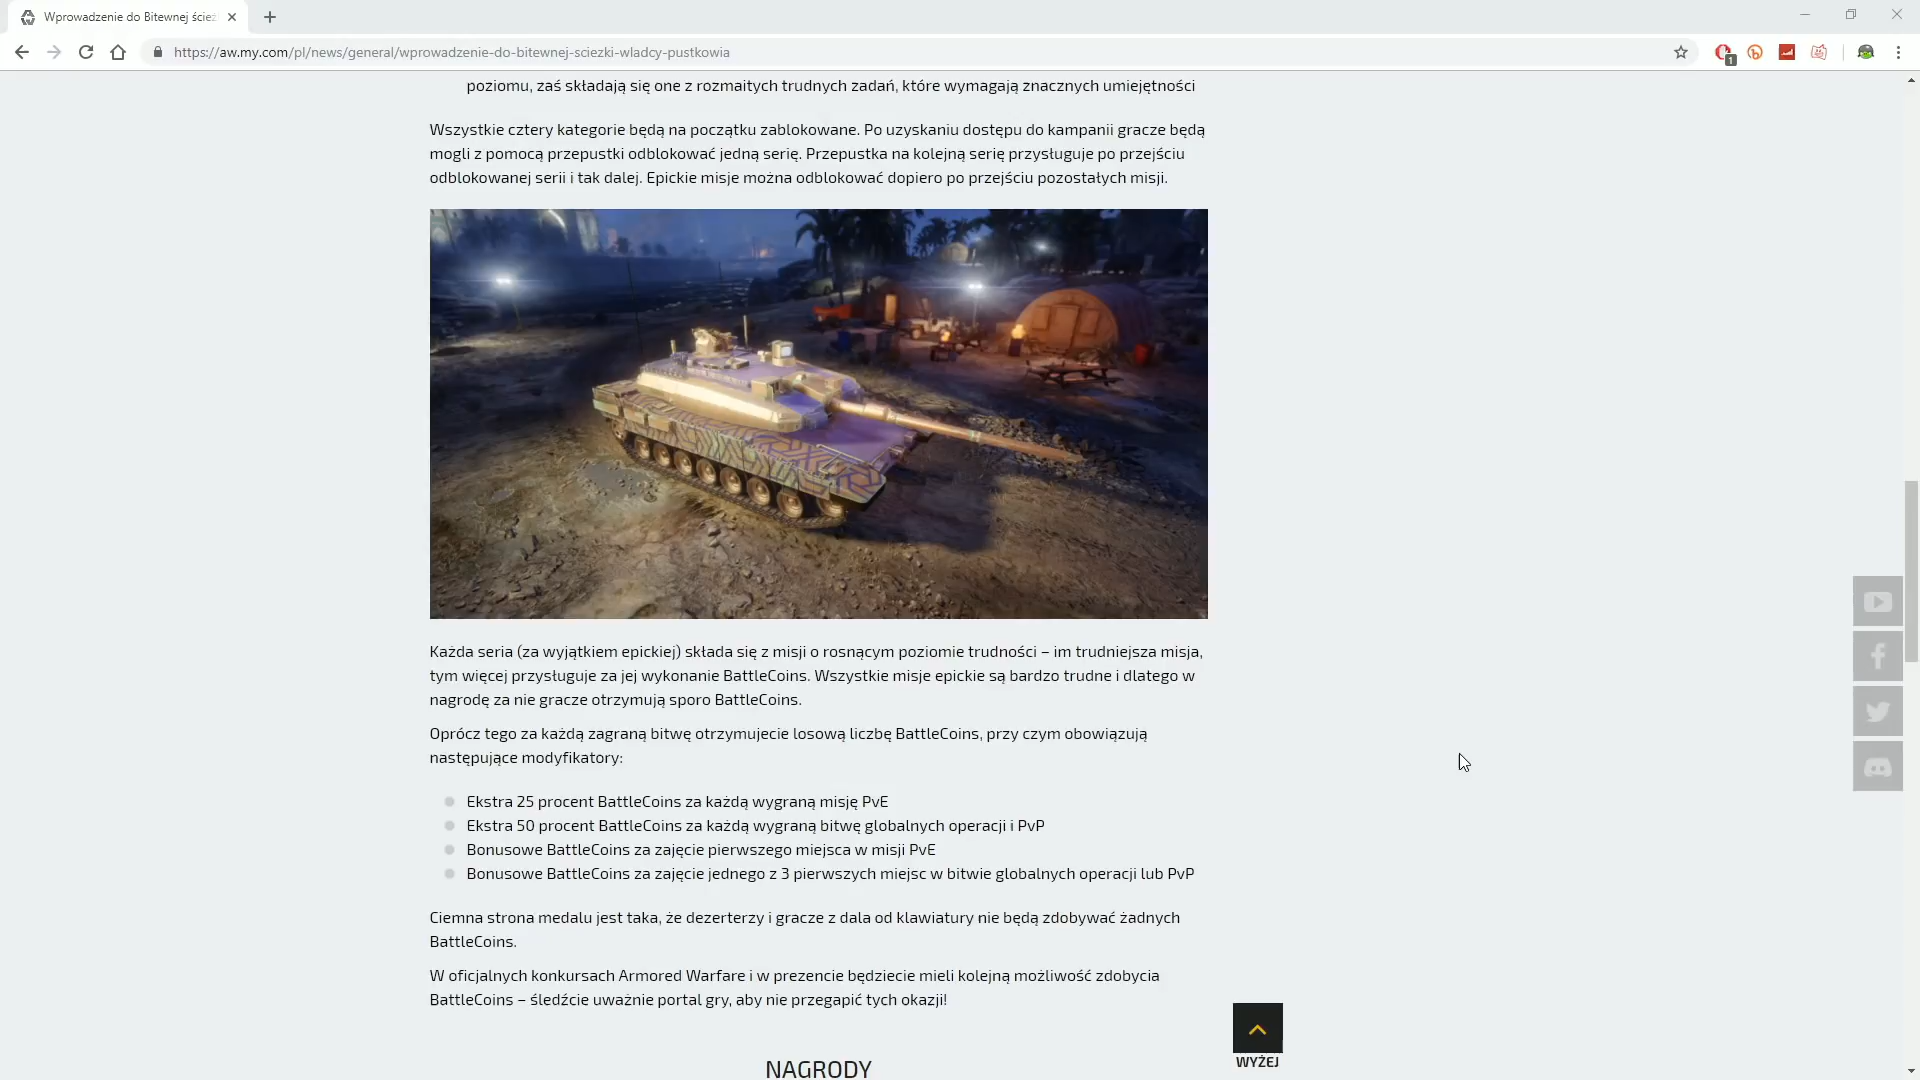 Wprowadzenie do Bitewnej ścież
https://aw.my.com/pl/news/general/wprowadzenie-do-bitewnej-sciezki-wladcy-pustkowia
1
poziomu, zaś składają się one z rozmaitych trudnych zadań, które wymagają znacznych umiejętności
Wszystkie cztery kategorie będą na początku zablokowane. Po uzyskaniu dostępu do kampanii gracze będą
mogli z pomocą przepustki odblokować jedną serię. Przepustka na kolejną serię przysługuje po przejściu
odblokowanej serii i tak dalej. Epickie misje można odblokować dopiero po przejściu pozostałych misji.
Każda seria (za wyjątkiem epickiej) składa się z misji o rosnącym poziomie trudności – im trudniejsza misja,
tym więcej przysługuje za jej wykonanie BattleCoins. Wszystkie misje epickie są bardzo trudne i dlatego w
nagrodę za nie gracze otrzymują sporo BattleCoins.
Oprócz tego za każdą zagraną bitwę otrzymujecie losową liczbę BattleCoins, przy czym obowiązują
następujące modyfikatory:
Ekstra 25 procent BattleCoins za każdą wygraną misję PvE
Ekstra 50 procent BattleCoins za każdą wygraną bitwę globalnych operacji i PvP
Bonusowe BattleCoins za zajęcie pierwszego miejsca w misji PvE
Bonusowe BattleCoins za zajęcie jednego z 3 pierwszych miejsc w bitwie globalnych operacji lub PvP
Ciemna strona medalu jest taka, że dezerterzy i gracze z dala od klawiatury nie będą zdobywać żadnych
BattleCoins.
W oficjalnych konkursach Armored Warfare i w prezencie będziecie mieli kolejną możliwość zdobycia
BattleCoins – śledźcie uważnie portal gry, aby nie przegapić tych okazji!
WYŻEJ
NAGRODY